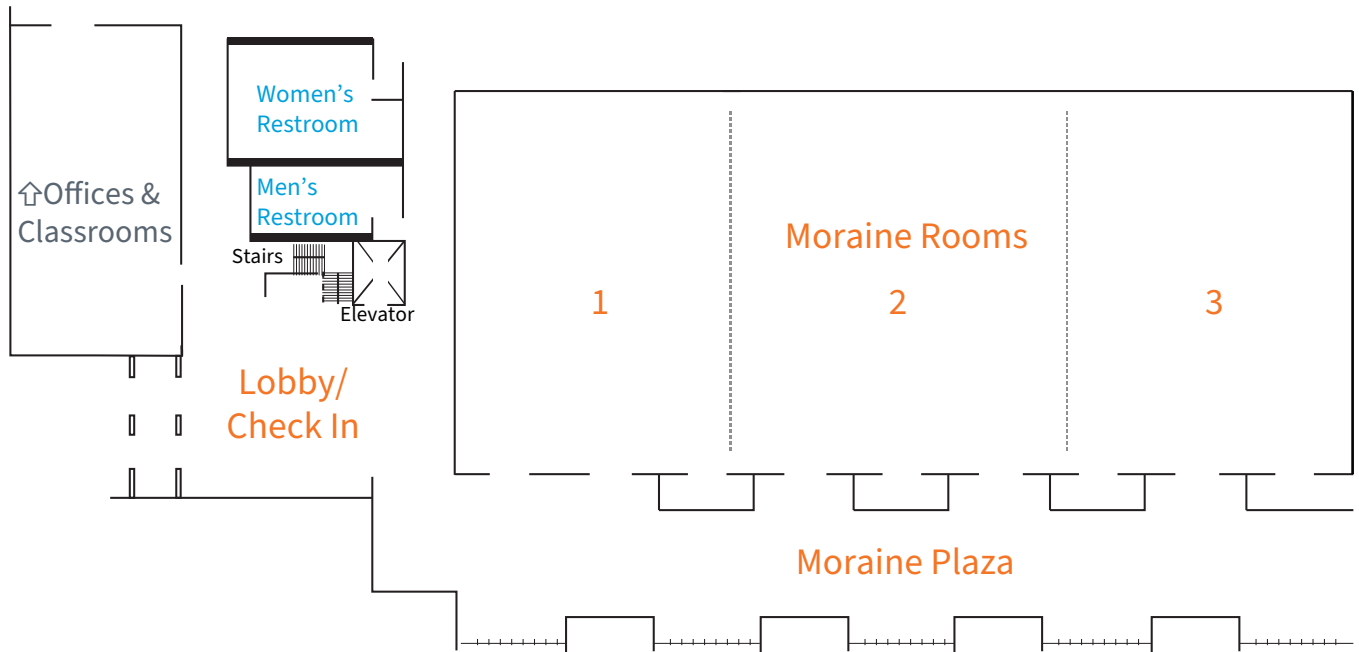 Women’s
Restroom
⇧Offices &
Classrooms
Men’s
Restroom
Stairs
Elevator
Moraine Rooms
1
2
3
Lobby/
Check In
Moraine Plaza